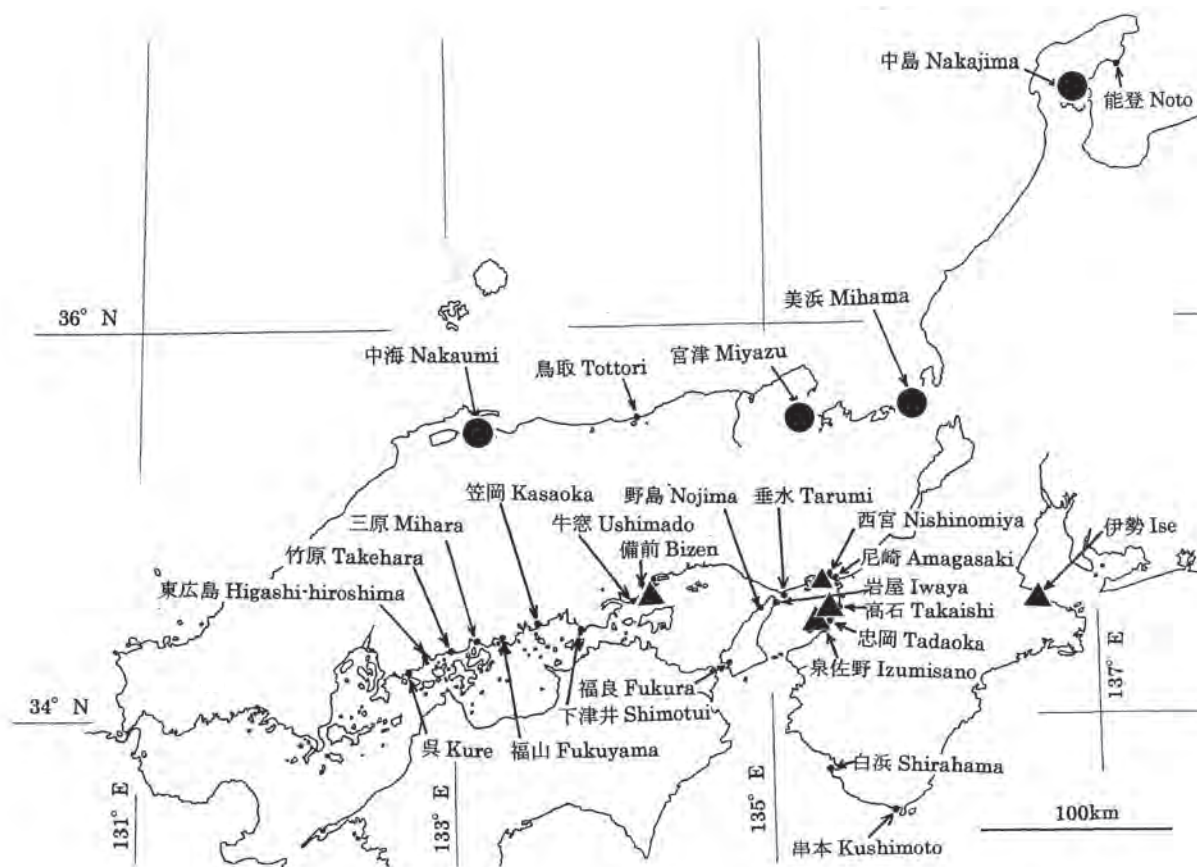 中島 Nakajima
能登 Noto
美浜 Mihama
36° N
中海 Nakaumi
鳥取 Tottori
宮津 Miyazu
笠岡 Kasaoka
野島 Nojima
垂水 Tarumi
三原 Mihara
牛窓 Ushimado
西宮 Nishinomiya
伊勢 Ise
竹原 Takehara
備前 Bizen
尼崎 Amagasaki
東広島 Higashi-hiroshima
岩屋 Iwaya
高石 Takaishi
忠岡 Tadaoka
泉佐野 Izumisano
福良 Fukura
34° N
下津井 Shimotui
呉 Kure
福山 Fukuyama
白浜 Shirahama
131° E
133° E
135° E
137° E
100km
串本 Kushimoto